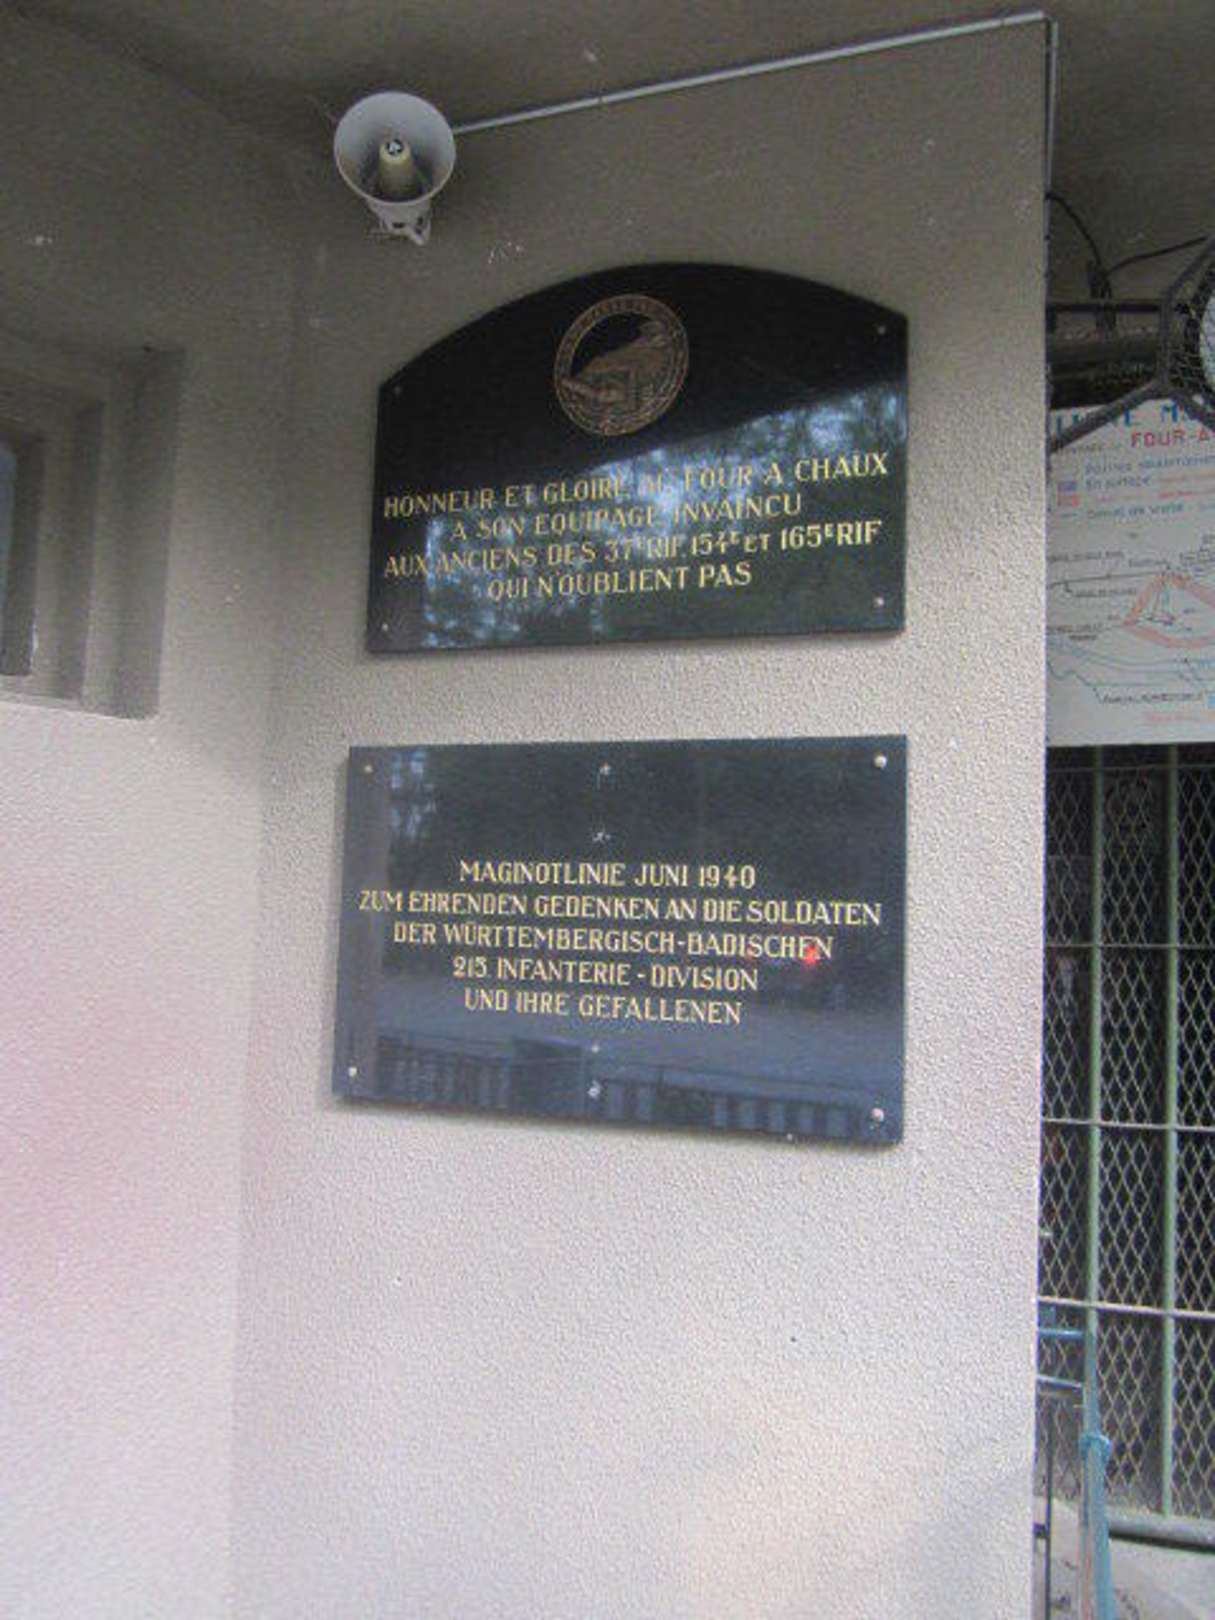 HONNEUR ET GLOIRE AU FOUR À CHAUX
A SON EQUIPAGE INVAINCU
AUX ANCIENS DES 37ᴱ RIF. 154ᴱ ET 165ᴱ RIF
QUI N'OUBLIENT PAS
MAGINOTLINIE JUNI 1940
ZUM EHRENDEN GEDENKEN AN DIE SOLDATEN
DER WÜRTTEMBERGISCH-BADISCHEN
215. INFANTERIE - DIVISION
UND IHRE GEFALLENEN
FOUR-A